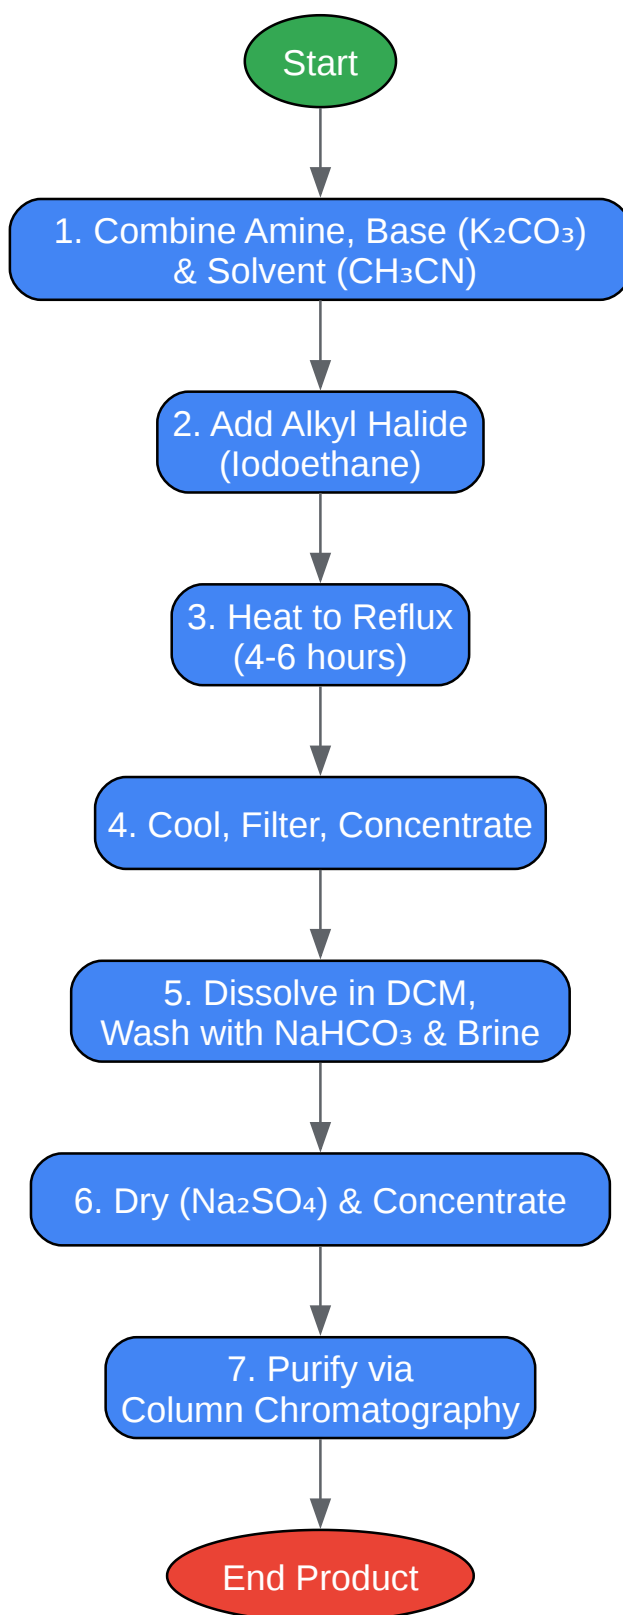 Start
1. Combine Amine, Base (K₂CO₃)
& Solvent (CH₃CN)
2. Add Alkyl Halide
(Iodoethane)
3. Heat to Reflux
(4-6 hours)
4. Cool, Filter, Concentrate
5. Dissolve in DCM,
Wash with NaHCO₃ & Brine
6. Dry (Na₂SO₄) & Concentrate
7. Purify via
Column Chromatography
End Product